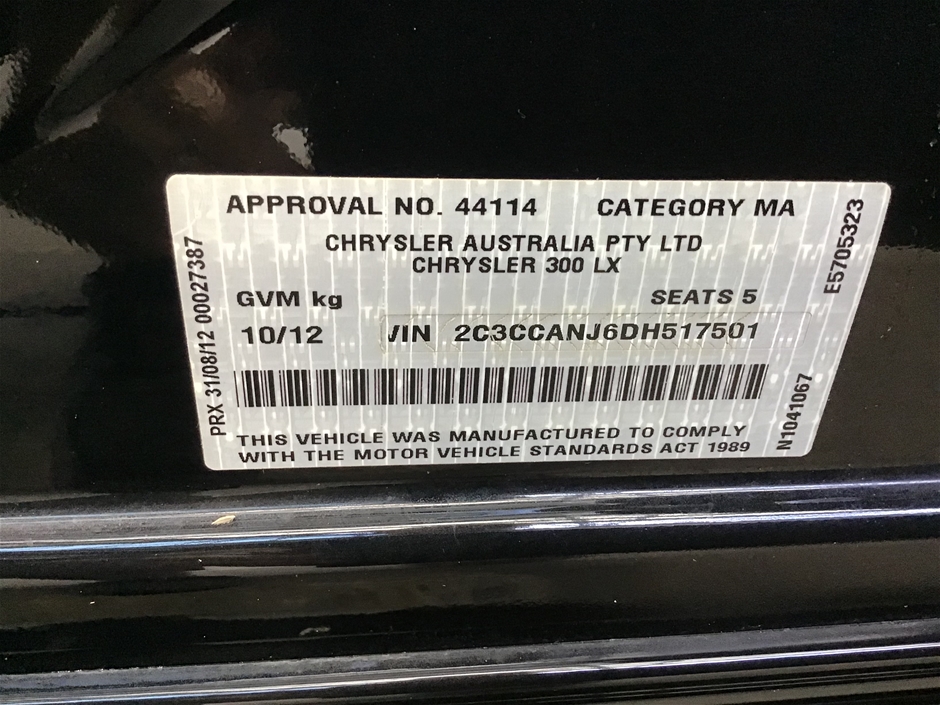 APPROVAL NO. 44114 CATEGORY MA
CHRYSLER AUSTRALIA PTY LTD
CHRYSLER 300 LX
GVM kg SEATS 5
10/12 VIN 2C3CCANJ6DH517501
THIS VEHICLE WAS MANUFACTURED TO COMPLY
WITH THE MOTOR VEHICLE STANDARDS ACT 1989
PRX 31/08/12 00027387
E5705323
N1041067